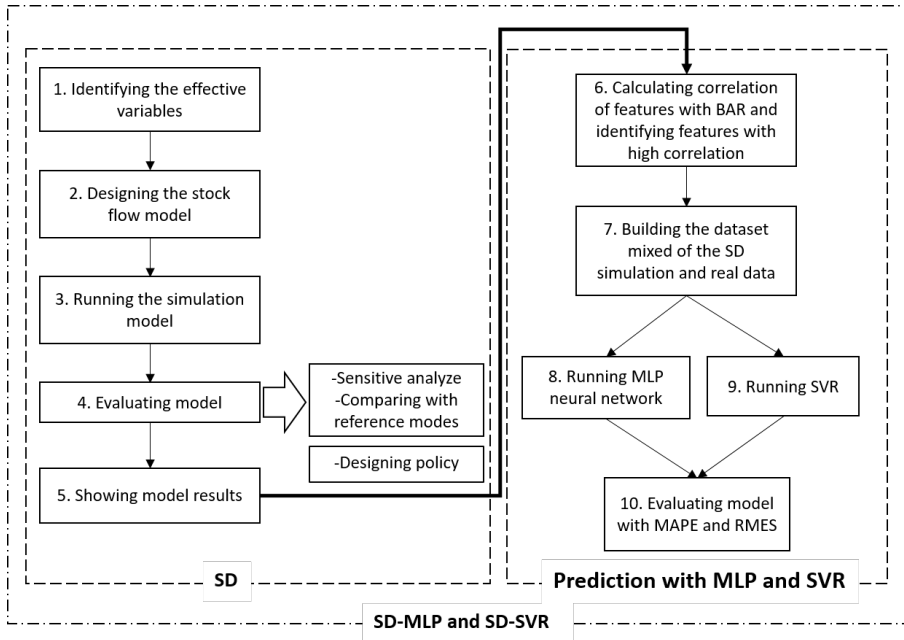 1. Identifying the effective
variables
2. Designing the stock
flow model
3. Running the simulation
model
4. Evaluating model
-Sensitive analyze
-Comparing with
reference modes
-Designing policy
5. Showing model results
SD
6. Calculating correlation
of features with BAR and
identifying features with
high correlation
7. Building the dataset
mixed of the SD
simulation and real data
8. Running MLP
neural network
9. Running SVR
10. Evaluating model
with MAPE and RMES
Prediction with MLP and SVR
SD-MLP and SD-SVR